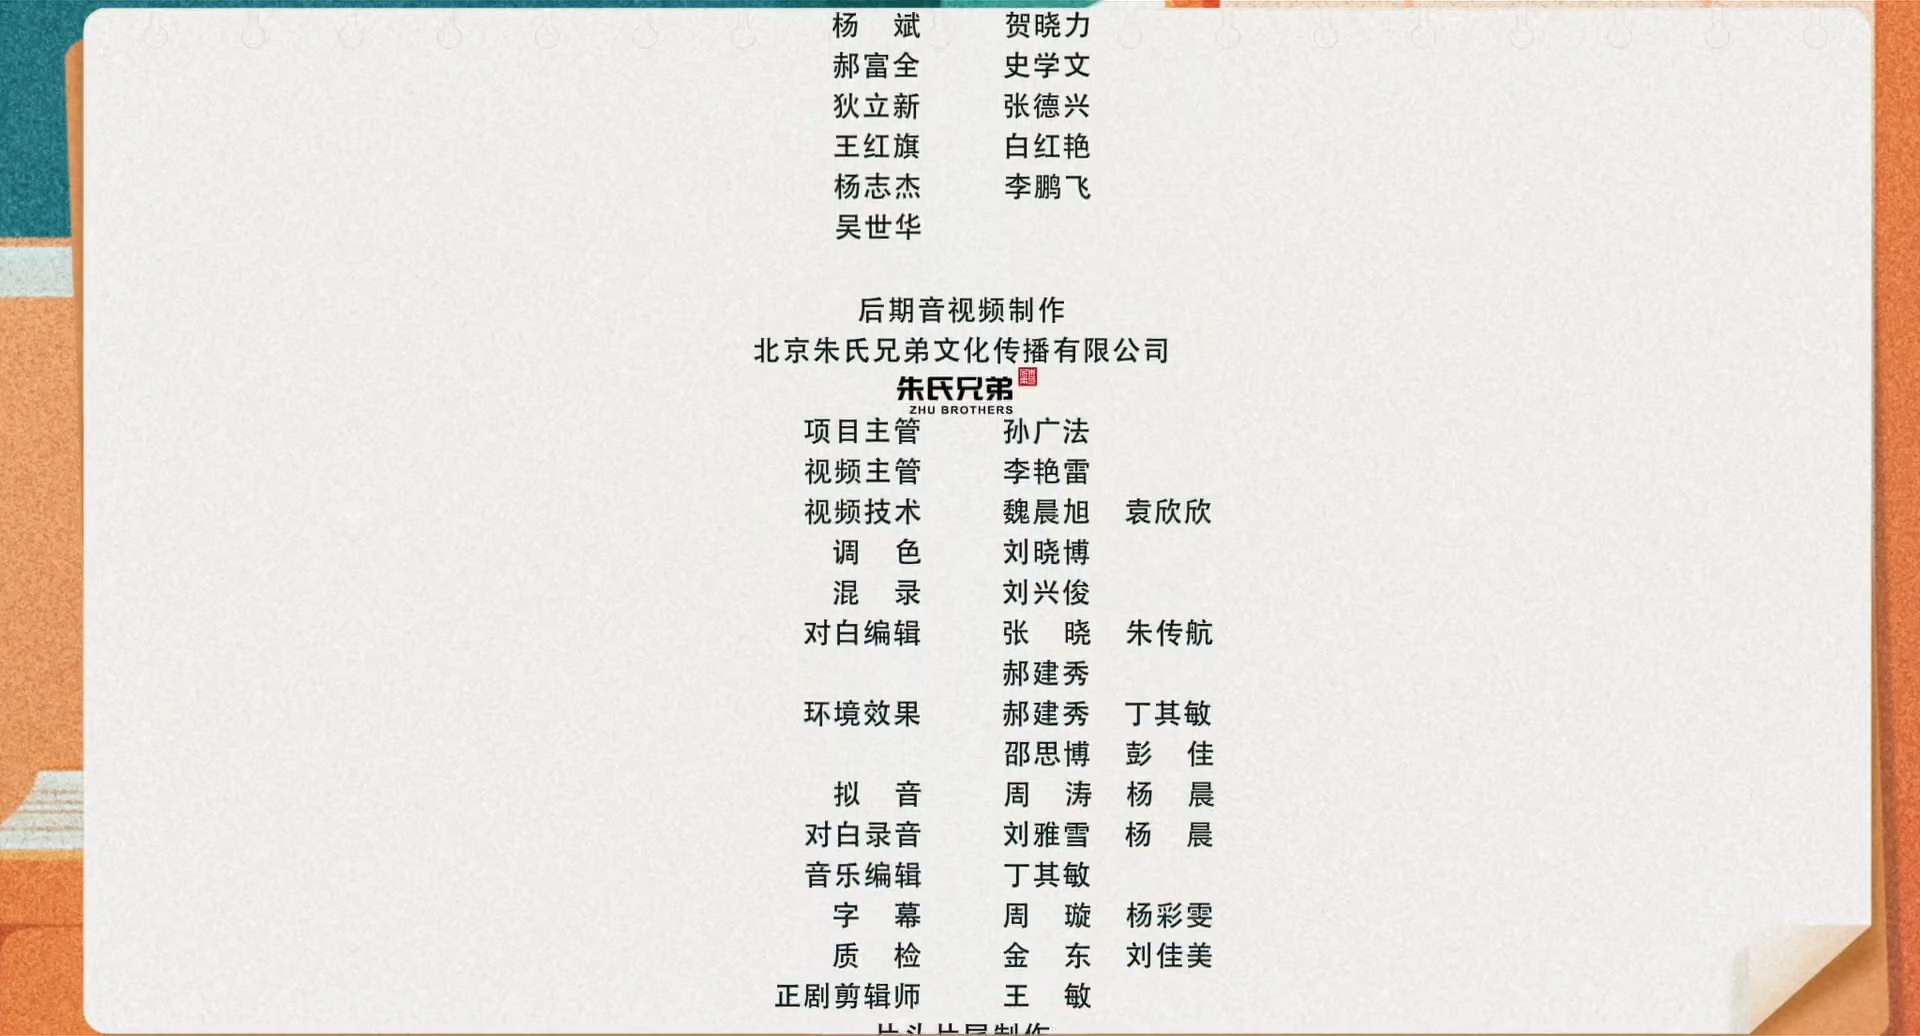 杨　斌　贺晓力
郝富全　史学文
狄立新　张德兴
王红旗　白红艳
杨志杰　李鹏飞
吴世华
后期音视频制作
北京朱氏兄弟文化传播有限公司
朱氏兄弟
ZHU BROTHERS
项目主管　孙广法
视频主管　李艳雷
视频技术　魏晨旭　袁欣欣
调　色　刘晓博
混　录　刘兴俊
对白编辑　张　晓　朱传航
郝建秀
环境效果　郝建秀　丁其敏
邵思博　彭　佳
拟　音　周　涛　杨　晨
对白录音　刘雅雪　杨　晨
音乐编辑　丁其敏
字　幕　周　璇　杨彩雯
质　检　金　东　刘佳美
正剧剪辑师　王　敏
片头片尾制作